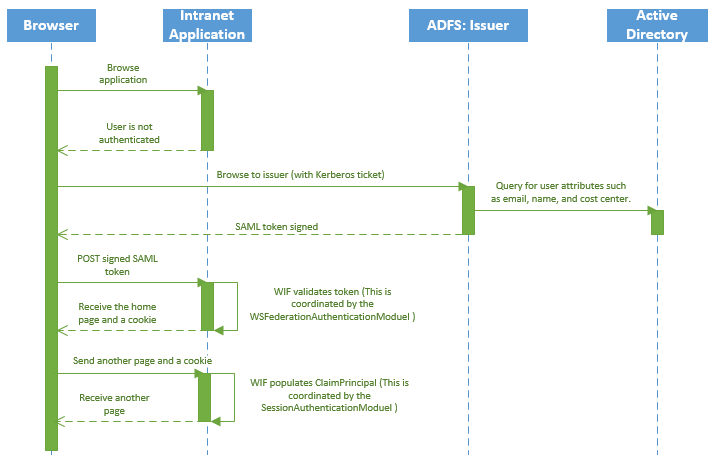 Browser
Intranet
Application
ADFS: Issuer
Active
Directory
Browse
application
User is not
authenticated
Browse to issuer (with Kerberos ticket)
Query for user attributes such
as email, name, and cost center.
SAML token signed
POST signed SAML
token
WIF validates token (This is
coordinated by the
WSFederationAuthenticationModuel )
Receive the home
page and a cookie
Send another page and a cookie
WIF populates ClaimPrincipal (This is
coordinated by the
SessionAuthenticationModuel )
Receive another
page